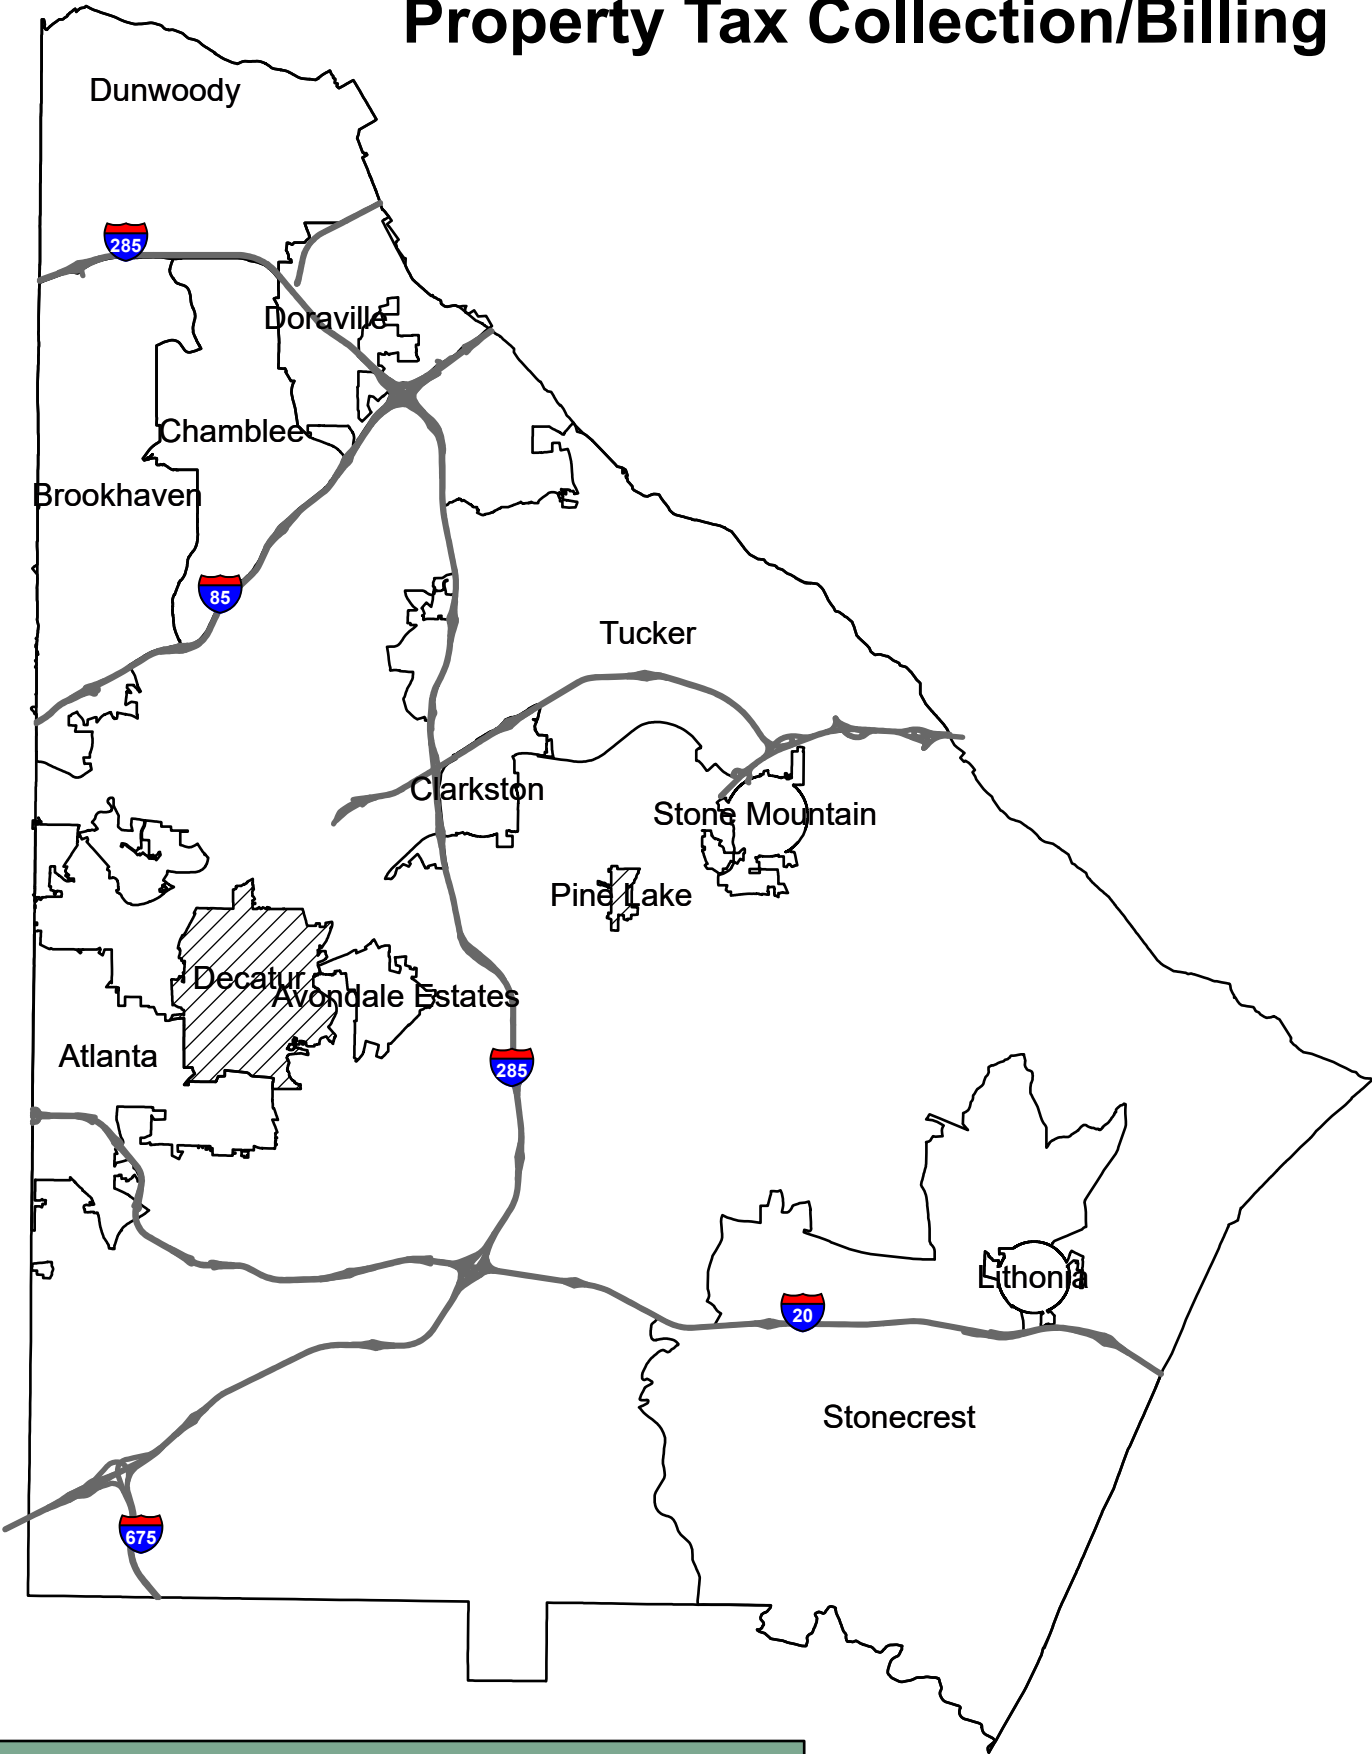 Property Tax Collection/Billing
Dunwoody
285
Doraville
Chamblee
Brookhaven
85
Tucker
Clarkston
Stone Mountain
Pine Lake
Decatur
Avondale Estates
Atlanta
285
Lithonia
20
Stonecrest
675